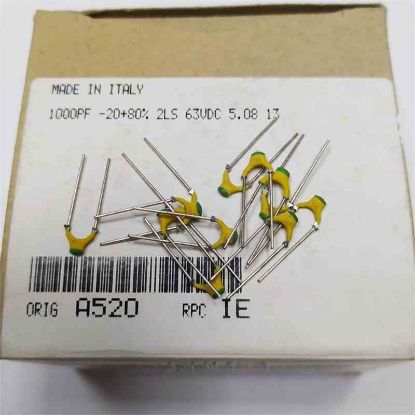 MADE IN ITALY
1000PF -20+80% 2LS 63VDC 5.08 13
ORIG A520 RPC IE